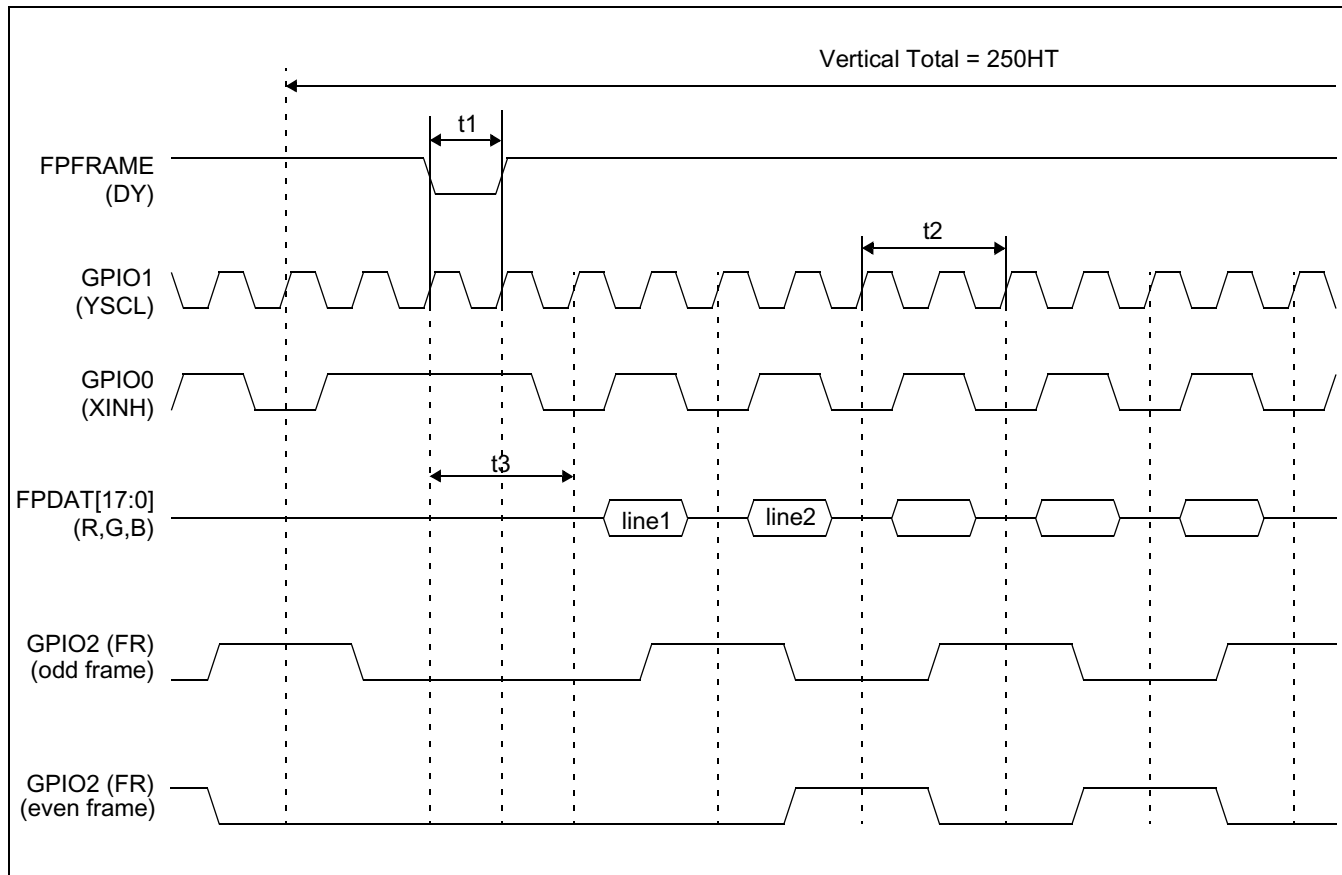 Vertical Total = 250HT
t1
FPFRAME
(DY)
t2
GPIO1
(YSCL)
GPIO0
(XINH)
t3
FPDAT[17:0]
(R,G,B)
line1
line2
GPIO2 (FR)
(odd frame)
GPIO2 (FR)
(even frame)